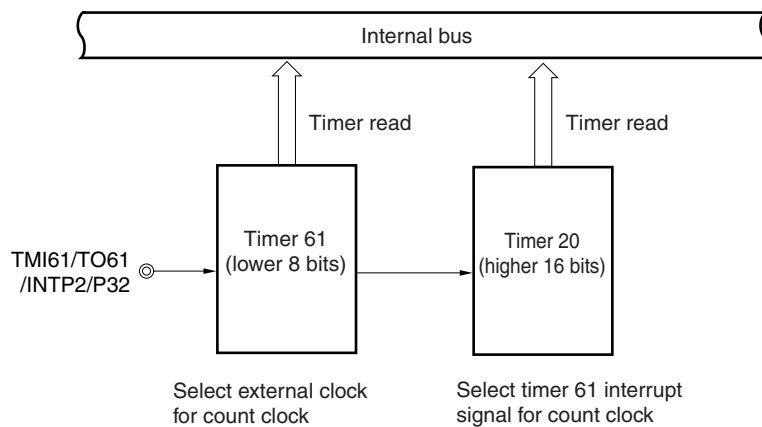 Internal bus
Timer read
Timer read
TMI61/TO61
/INTP2/P32
Timer 61
(lower 8 bits)
Timer 20
(higher 16 bits)
Select external clock
for count clock
Select timer 61 interrupt
signal for count clock